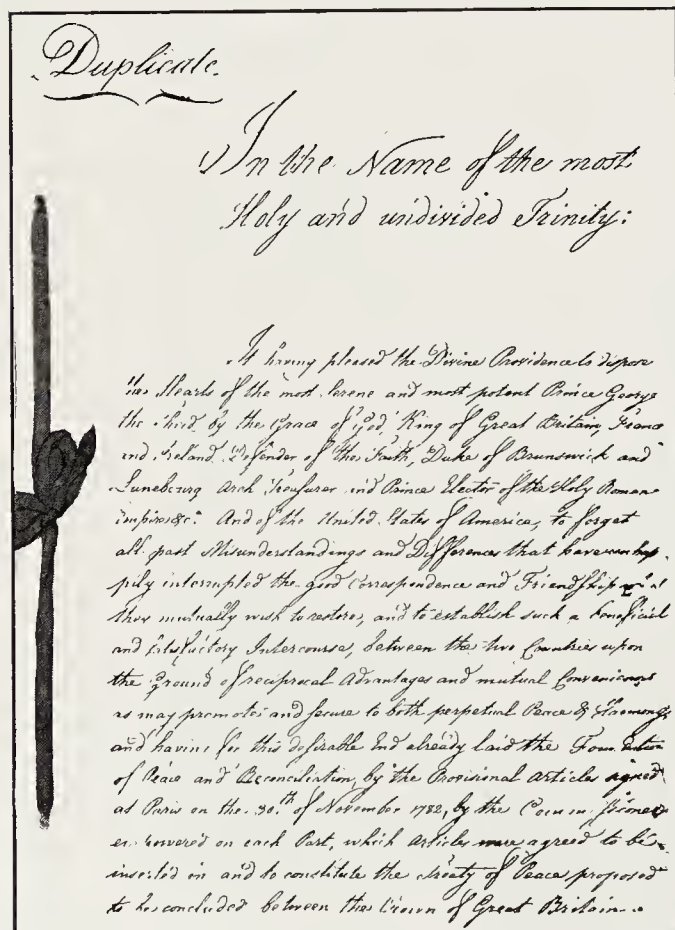 Duplicate.
In the Name of the most
Holy and undivided Trinity:
It having pleased the Divine Providence to dispose
the Hearts of the most Serene and most potent Prince George
the third, by the Grace of God, King of Great Britain, France
and Ireland, Defender of the Faith, Duke of Brunswick and
Lunebourg Arch Treasurer and Prince Elector of the Holy Roman
Empire &c.a And of the United States of America, to forget
all past Misunderstandings and Differences that have unhap-
pily interrupted the good Correspondence and Friendship which
they mutually wish to restore, and to establish such a beneficial
and satisfactory Intercourse, between the two Countries upon
the Ground of reciprocal Advantages and mutual Convenience
as may promote and secure to both perpetual Peace & Harmony,
and having for this desirable End already laid the Foundation
of Peace and Reconciliation, by the Provisional Articles signed
at Paris on the 30.th of November 1782, by the Commissioners
empowered on each Part, which Articles were agreed to be
inserted in and to constitute the Treaty of Peace proposed
to be concluded between the Crown of Great Britain